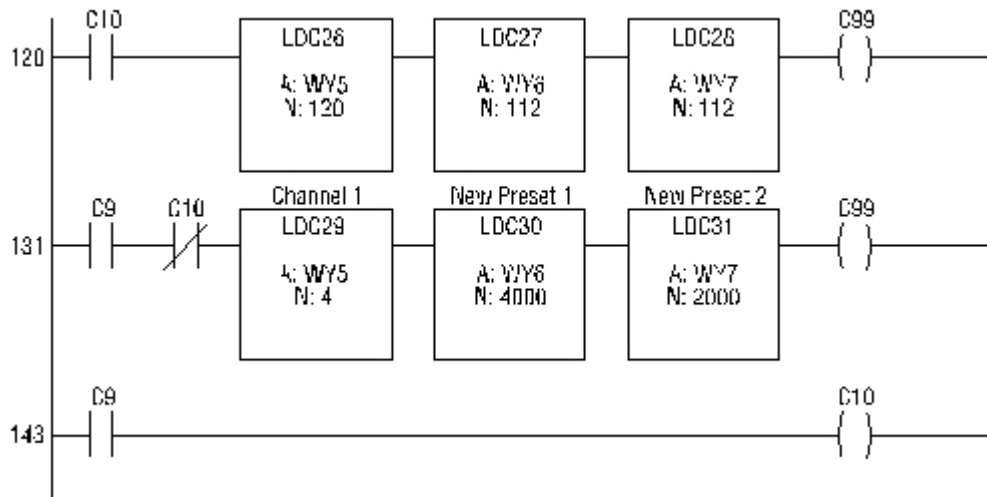 C10 C99
120
LDC26 LDC27 LDC28
A: WY5 A: WY6 A: WY7
N: 120 N: 112 N: 112
Channel 1 New Preset 1 New Preset 2
C9 C10 C99
131
LDC29 LDC30 LDC31
A: WY5 A: WY6 A: WY7
N: 4 N: 4000 N: 2000
C9 C10
143